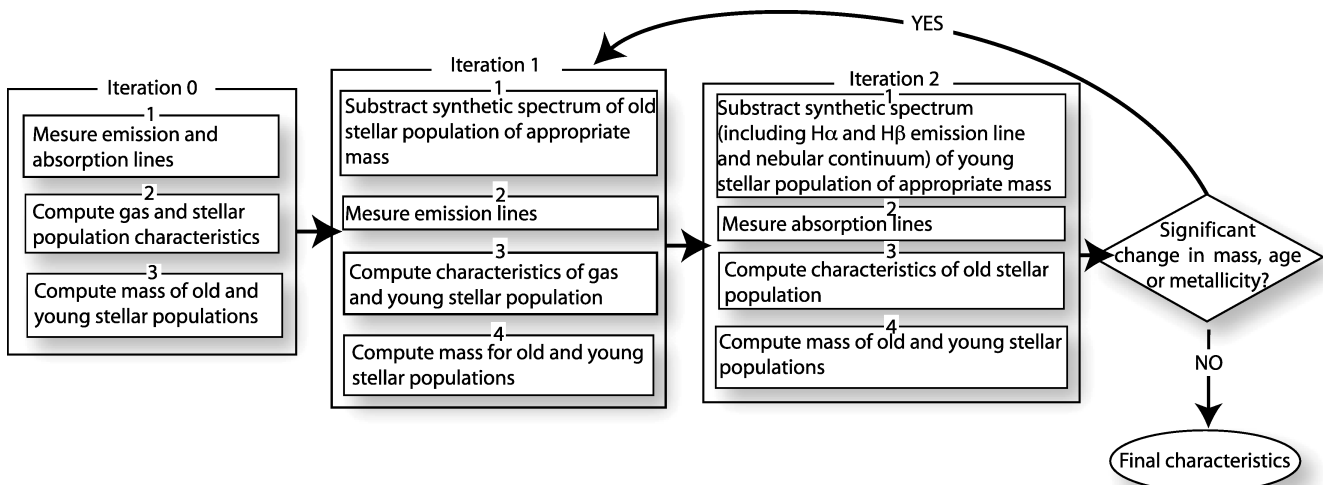 Iteration 0
1
Mesure emission and
absorption lines
2
Compute gas and stellar
population characteristics
3
Compute mass of old and
young stellar populations
Iteration 1
1
Substract synthetic spectrum of old
stellar population of appropriate
mass
2
Mesure emission lines
3
Compute characteristics of gas
and young stellar population
4
Compute mass for old and young
stellar populations
Iteration 2
1
Substract synthetic spectrum
(including Hα and Hβ emission line
and nebular continuum) of young
stellar population of appropriate mass
2
Mesure absorption lines
3
Compute characteristics of old stellar
population
4
Compute mass of old and young stellar
populations
YES
Significant
change in mass, age
or metallicity?
NO
Final characteristics